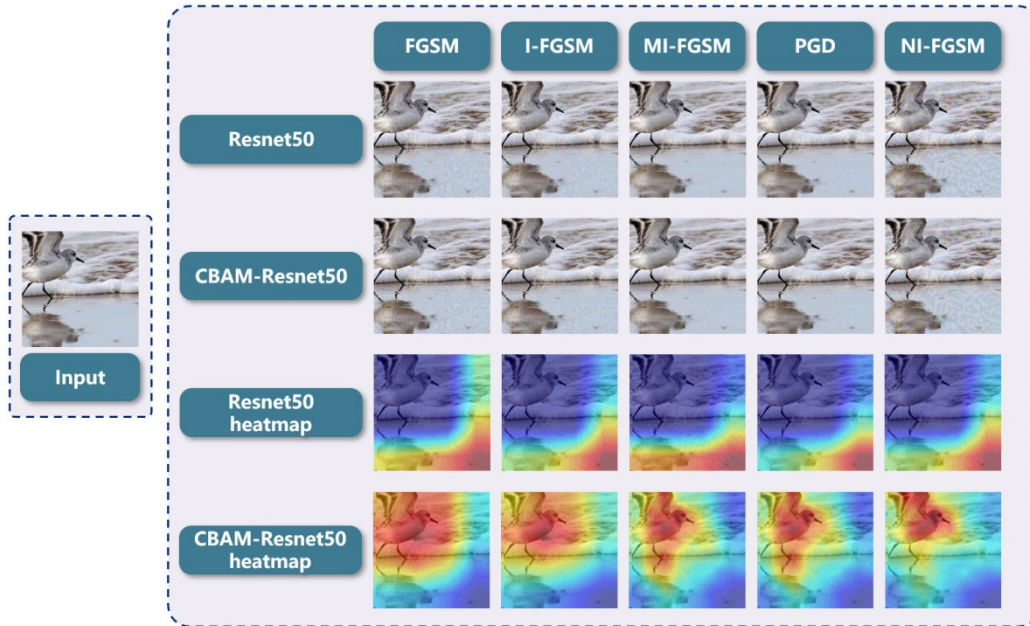 FGSM
I-FGSM
MI-FGSM
PGD
NI-FGSM
Resnet50
CBAM-Resnet50
Input
Resnet50
heatmap
CBAM-Resnet50
heatmap